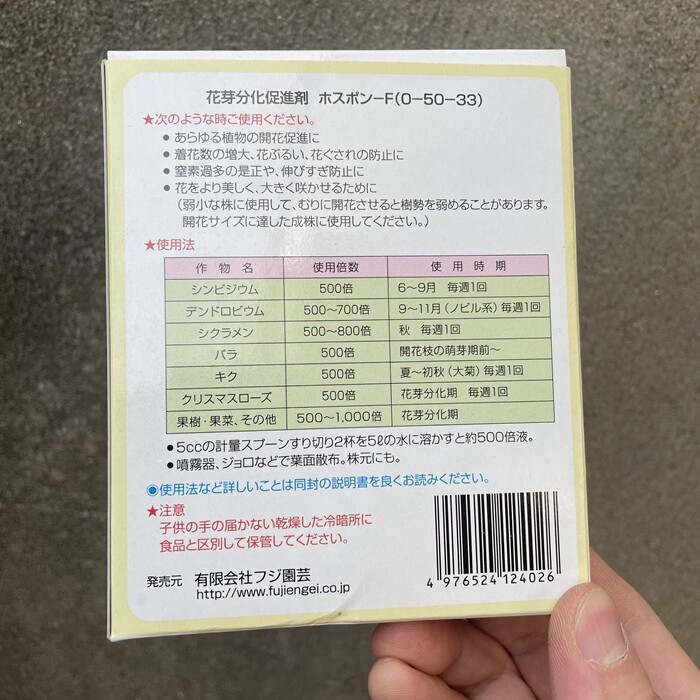 花芽分化促進剤 ホスポンーF(0−50−33)
★次のような時ご使用ください。
●あらゆる植物の開花促進に
●着花数の増大、花ぶるい、花ぐされの防止に
●窒素過多の是正や、伸びすぎ防止に
●花をより美しく、大きく咲かせるために
(弱小な株に使用して、むりに開花させると樹勢を弱めることがあります。
開花サイズに達した成株に使用してください。)
★使用法
作物名 使用倍数 使用時期
シンビジウム 500倍 6〜9月 毎週1回
デンドロビウム 500〜700倍 9〜11月(ノビル系)毎週1回
シクラメン 500〜800倍 秋 毎週1回
バラ 500倍 開花枝の萌芽期前〜
キク 500倍 夏〜初秋(大菊)毎週1回
クリスマスローズ 500倍 花芽分化期 毎週1回
果樹・果菜、その他 500〜1,000倍 花芽分化期
●5ccの計量スプーンすり切り2杯を5ℓの水に溶かすと約500倍液。
●噴霧器、ジョロなどで葉面散布。株元にも。
◉使用法など詳しいことは同封の説明書を良くお読みください。
★注意
子供の手の届かない乾燥した冷暗所に
食品と区別して保管してください。
発売元 有限会社フジ園芸
http://www.fujiengei.co.jp
4 976524 124026